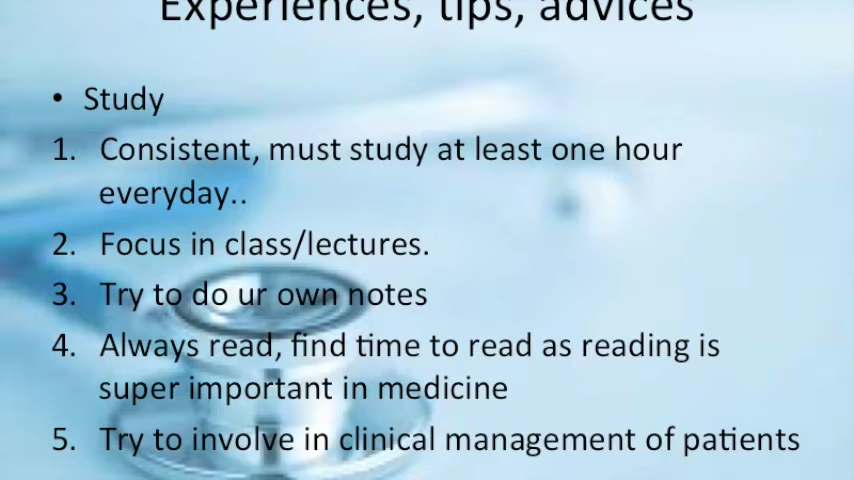 Experiences, tips, advices
• Study
1. Consistent, must study at least one hour
everyday..
2. Focus in class/lectures.
3. Try to do ur own notes
4. Always read, find time to read as reading is
super important in medicine
5. Try to involve in clinical management of patients